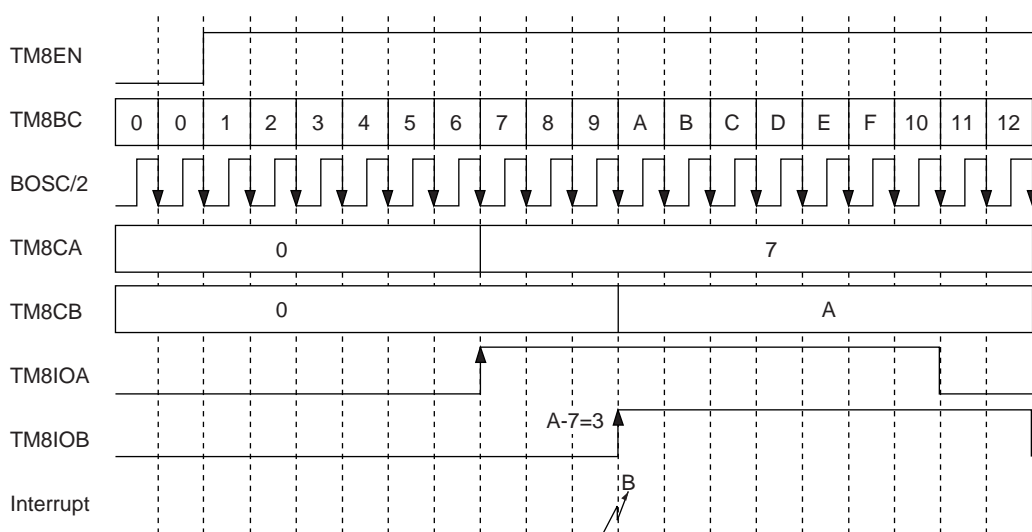 TM8EN
TM8BC 0 0 1 2 3 4 5 6 7 8 9 A B C D E F 10 11 12
BOSC/2
TM8CA 0 7
TM8CB 0 A
TM8IOA
A-7=3
TM8IOB
B
Interrupt